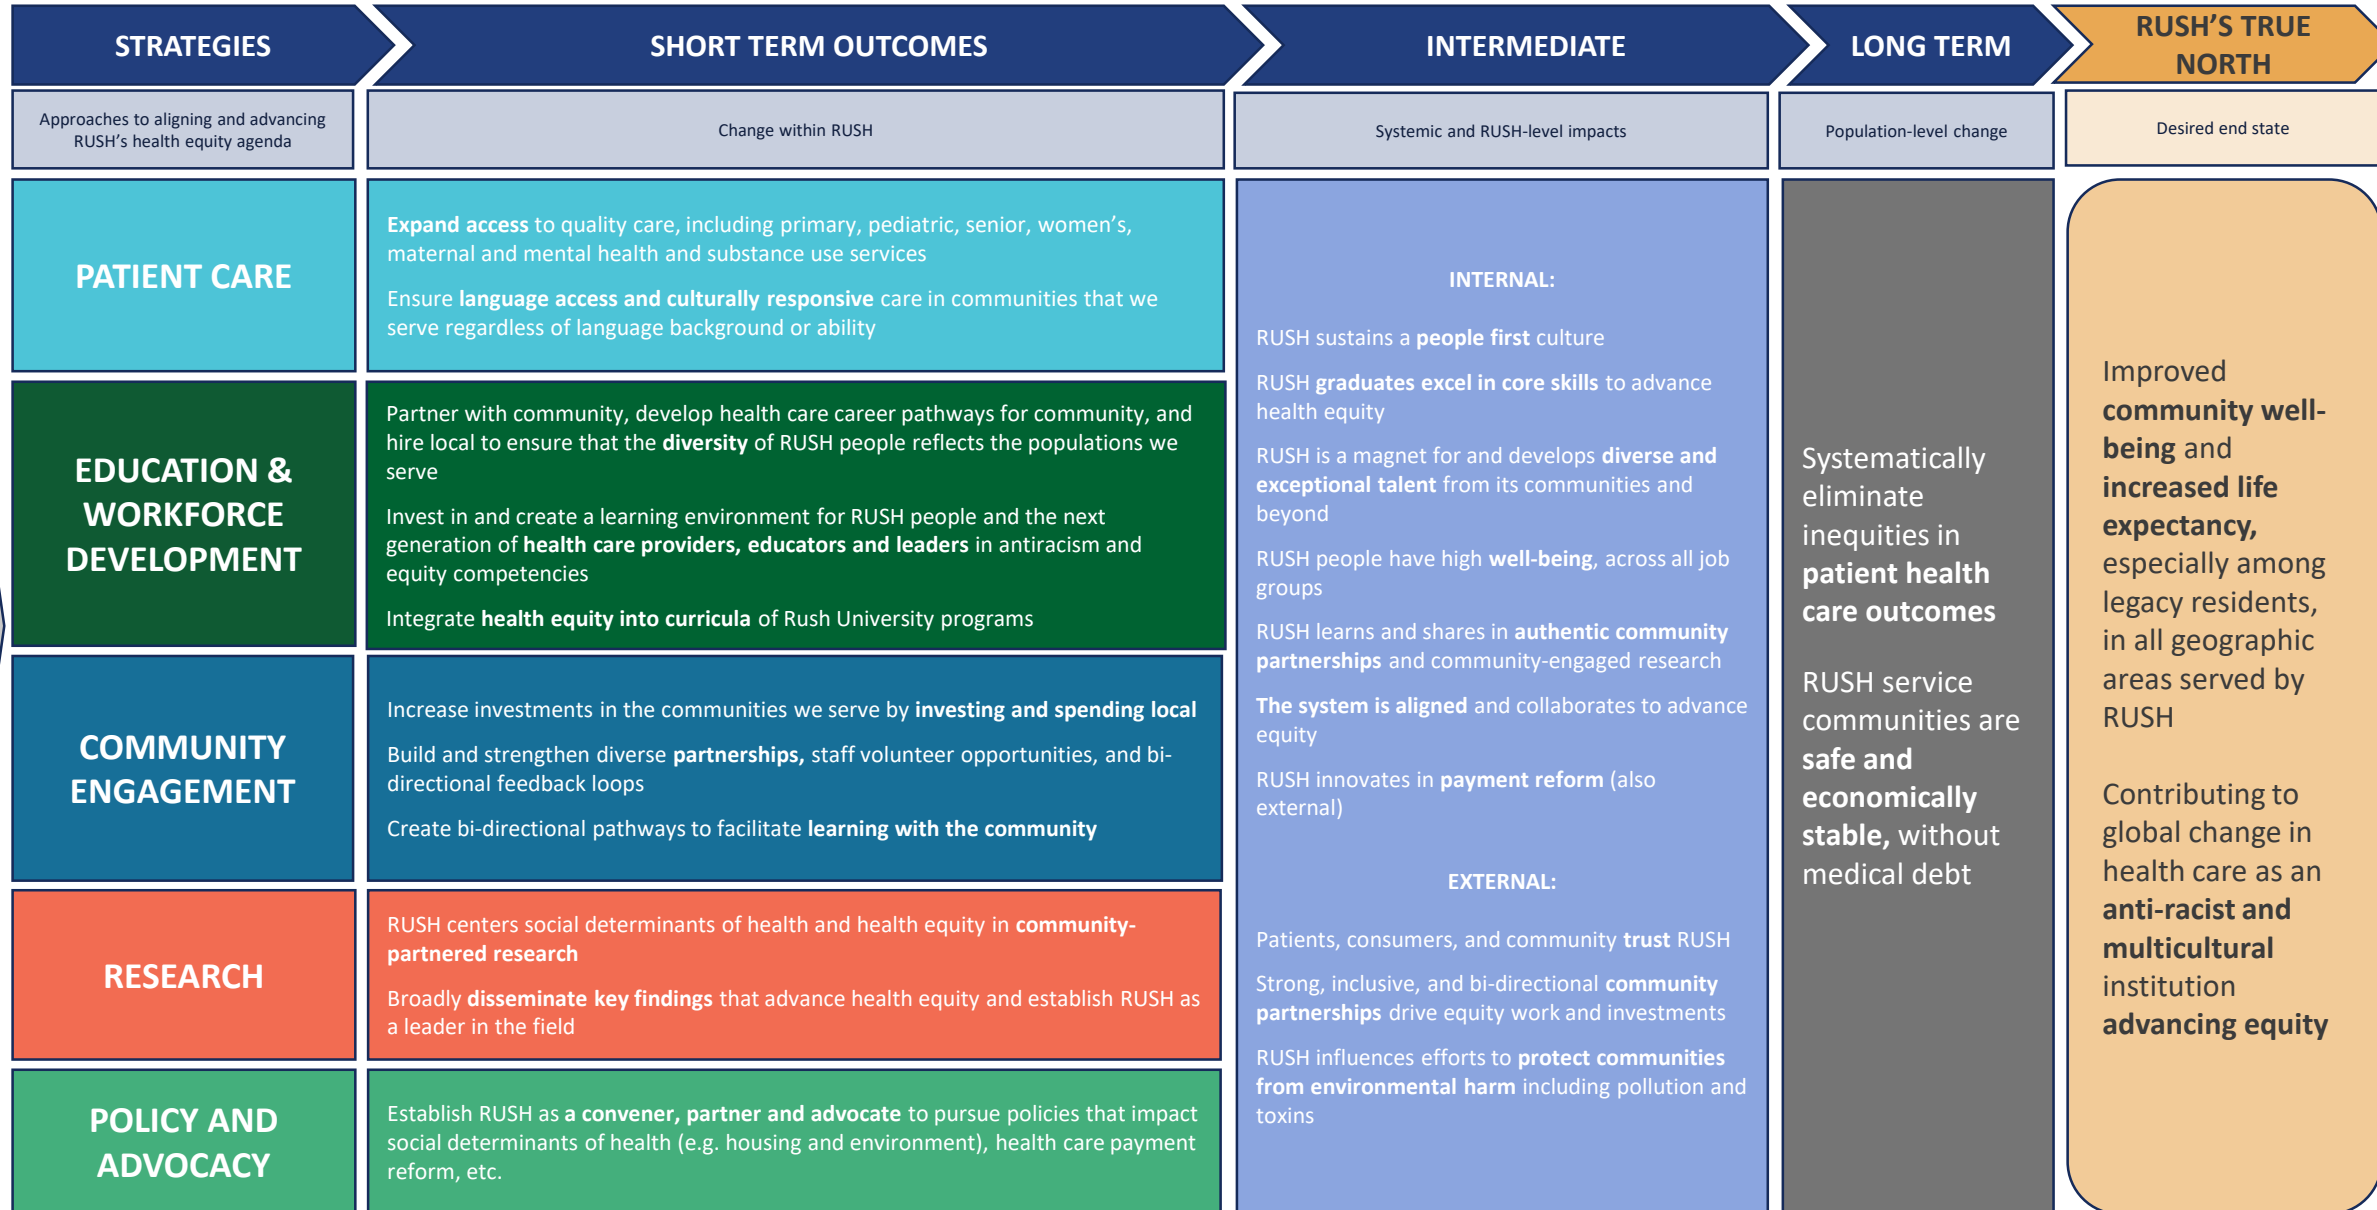 STRATEGIES
SHORT TERM OUTCOMES
INTERMEDIATE
LONG TERM
RUSH’S TRUE
NORTH
Approaches to aligning and advancing
RUSH’s health equity agenda
Change within RUSH
Systemic and RUSH-level impacts
Population-level change
Desired end state
PATIENT CARE
Expand access to quality care, including primary, pediatric, senior, women’s,
maternal and mental health and substance use services
Ensure language access and culturally responsive care in communities that we
serve regardless of language background or ability
EDUCATION &
WORKFORCE
DEVELOPMENT
Partner with community, develop health care career pathways for community, and
hire local to ensure that the diversity of RUSH people reflects the populations we
serve
Invest in and create a learning environment for RUSH people and the next
generation of health care providers, educators and leaders in antiracism and
equity competencies
Integrate health equity into curricula of Rush University programs
COMMUNITY
ENGAGEMENT
Increase investments in the communities we serve by investing and spending local
Build and strengthen diverse partnerships, staff volunteer opportunities, and bi-
directional feedback loops
Create bi-directional pathways to facilitate learning with the community
RESEARCH
RUSH centers social determinants of health and health equity in community-
partnered research
Broadly disseminate key findings that advance health equity and establish RUSH as
a leader in the field
POLICY AND
ADVOCACY
Establish RUSH as a convener, partner and advocate to pursue policies that impact
social determinants of health (e.g. housing and environment), health care payment
reform, etc.
INTERNAL:
RUSH sustains a people first culture
RUSH graduates excel in core skills to advance
health equity
RUSH is a magnet for and develops diverse and
exceptional talent from its communities and
beyond
RUSH people have high well-being, across all job
groups
RUSH learns and shares in authentic community
partnerships and community-engaged research
The system is aligned and collaborates to advance
equity
RUSH innovates in payment reform (also
external)
EXTERNAL:
Patients, consumers, and community trust RUSH
Strong, inclusive, and bi-directional community
partnerships drive equity work and investments
RUSH influences efforts to protect communities
from environmental harm including pollution and
toxins
Systematically
eliminate
inequities in
patient health
care outcomes
RUSH service
communities are
safe and
economically
stable, without
medical debt
Improved
community well-
being and
increased life
expectancy,
especially among
legacy residents,
in all geographic
areas served by
RUSH
Contributing to
global change in
health care as an
anti-racist and
multicultural
institution
advancing equity